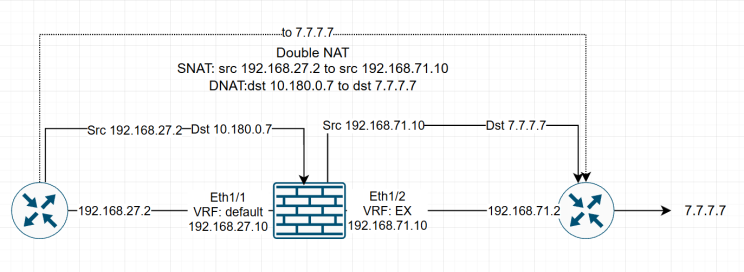 to 7.7.7.7
Double NAT
SNAT: src 192.168.27.2 to src 192.168.71.10
DNAT:dst 10.180.0.7 to dst 7.7.7.7
Src 192.168.27.2
Dst 10.180.0.7
Src 192.168.71.10
Dst 7.7.7.7
192.168.27.2
Eth1/1
VRF: default
192.168.27.10
Eth1/2
VRF: EX
192.168.71.10
192.168.71.2
7.7.7.7